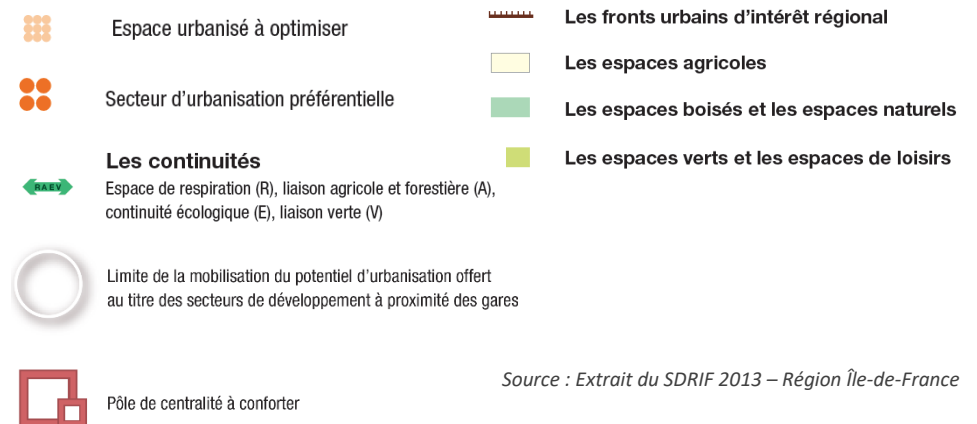 Espace urbanisé à optimiser
Secteur d'urbanisation préférentielle
Les continuités
RAEV
Espace de respiration (R), liaison agricole et forestière (A),
continuité écologique (E), liaison verte (V)
Limite de la mobilisation du potentiel d'urbanisation offert
au titre des secteurs de développement à proximité des gares
Pôle de centralité à conforter
Les fronts urbains d'intérêt régional
Les espaces agricoles
Les espaces boisés et les espaces naturels
Les espaces verts et les espaces de loisirs
Source : Extrait du SDRIF 2013 – Région Île-de-France